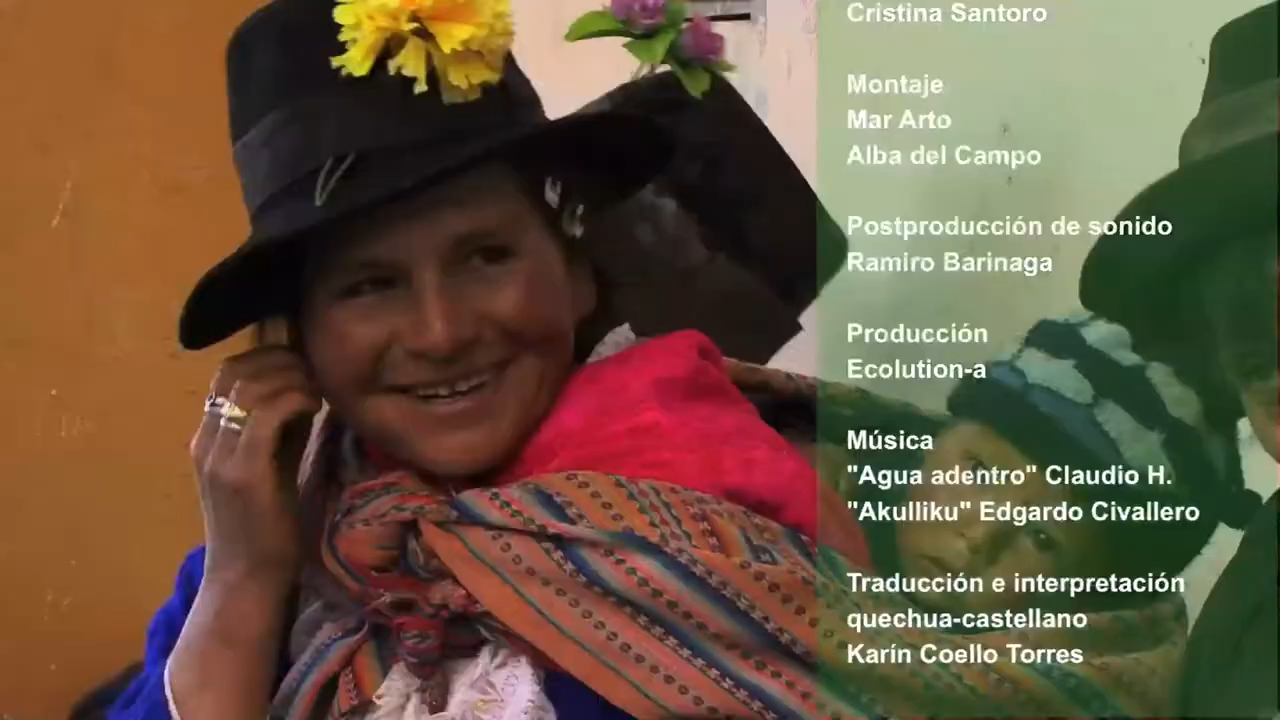 Cristina Santoro
Montaje
Mar Arto
Alba del Campo
Postproducción de sonido
Ramiro Barinaga
Producción
Ecolution-a
Música
"Agua adentro" Claudio H.
"Akulliku" Edgardo Civallero
Traducción e interpretación
quechua-castellano
Karín Coello Torres